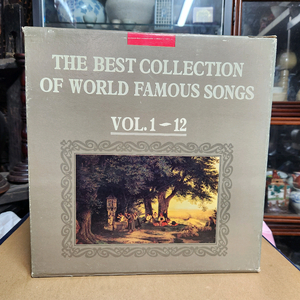 THE BEST COLLECTION
OF WORLD FAMOUS SONGS
VOL. 1-12